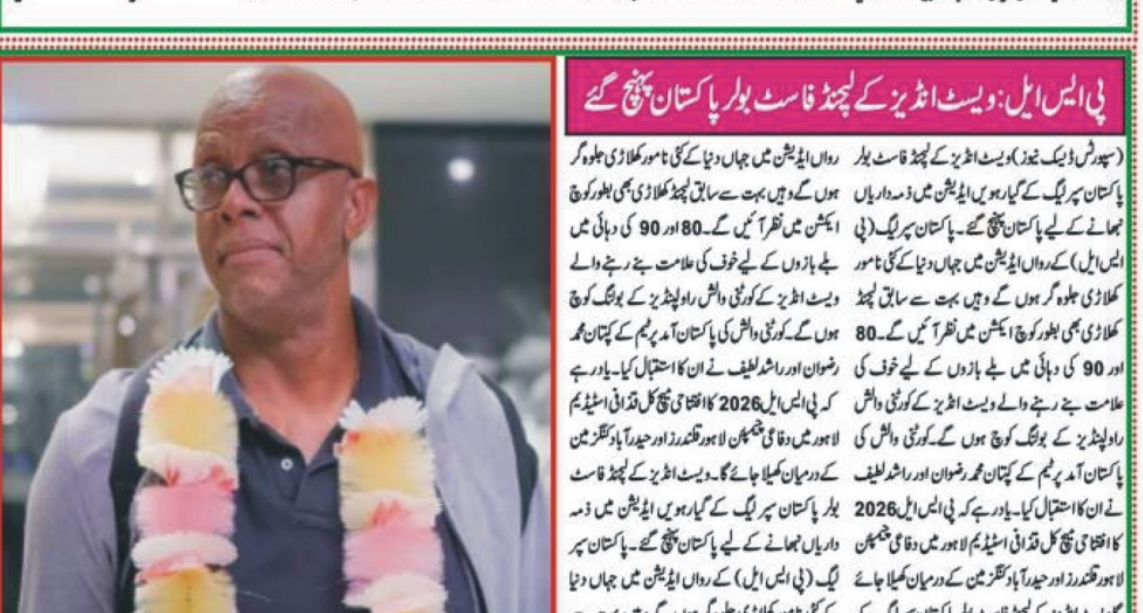 پی ایس ایل: ویسٹ انڈیز کے لیجنڈ فاسٹ بولر پاکستان پہنچ گئے
(سپورٹس ڈیسک نیوز) ویسٹ انڈیز کے لیجنڈ فاسٹ بولر
پاکستان سپر لیگ کے گیارہویں ایڈیشن میں ذمہ داریاں
نبھانے کے لیے پاکستان پہنچ گئے۔ پاکستان سپر لیگ (پی
ایس ایل) کے رواں ایڈیشن میں جہاں دنیا کے کئی نامور
کھلاڑی جلوہ گر ہوں گے وہیں بہت سے سابق لیجنڈ
کھلاڑی بھی بطور کوچ ایکشن میں نظر آئیں گے۔ 80
اور 90 کی دہائی میں بلے بازوں کے لیے خوف کی
علامت بنے رہنے والے ویسٹ انڈیز کے کورٹنی والش
راولپنڈیز کے بولنگ کوچ ہوں گے۔ کورٹنی والش کی
پاکستان آمد پر ٹیم کے کپتان محمد رضوان اور راشد لطیف
نے ان کا استقبال کیا۔ یاد رہے کہ پی ایس ایل 2026
کا افتتاحی میچ کل قذافی اسٹیڈیم لاہور میں دفاعی چیمپئن
لاہور قلندرز اور حیدر آباد کنگز مین کے درمیان کھیلا جائے
رواں ایڈیشن میں جہاں دنیا کے کئی نامور کھلاڑی جلوہ گر
ہوں گے وہیں بہت سے سابق لیجنڈ کھلاڑی بھی بطور کوچ
ایکشن میں نظر آئیں گے۔ 80 اور 90 کی دہائی میں
بلے بازوں کے لیے خوف کی علامت بنے رہنے والے
ویسٹ انڈیز کے کورٹنی والش راولپنڈیز کے بولنگ کوچ
ہوں گے۔ کورٹنی والش کی پاکستان آمد پر ٹیم کے کپتان محمد
رضوان اور راشد لطیف نے ان کا استقبال کیا۔ یاد رہے
کہ پی ایس ایل 2026 کا افتتاحی میچ کل قذافی اسٹیڈیم
لاہور میں دفاعی چیمپئن لاہور قلندرز اور حیدر آباد کنگز مین
کے درمیان کھیلا جائے گا۔ ویسٹ انڈیز کے لیجنڈ فاسٹ
بولر پاکستان سپر لیگ کے گیارہویں ایڈیشن میں ذمہ
داریاں نبھانے کے لیے پاکستان پہنچ گئے۔ پاکستان سپر
لیگ (پی ایس ایل) کے رواں ایڈیشن میں جہاں دنیا